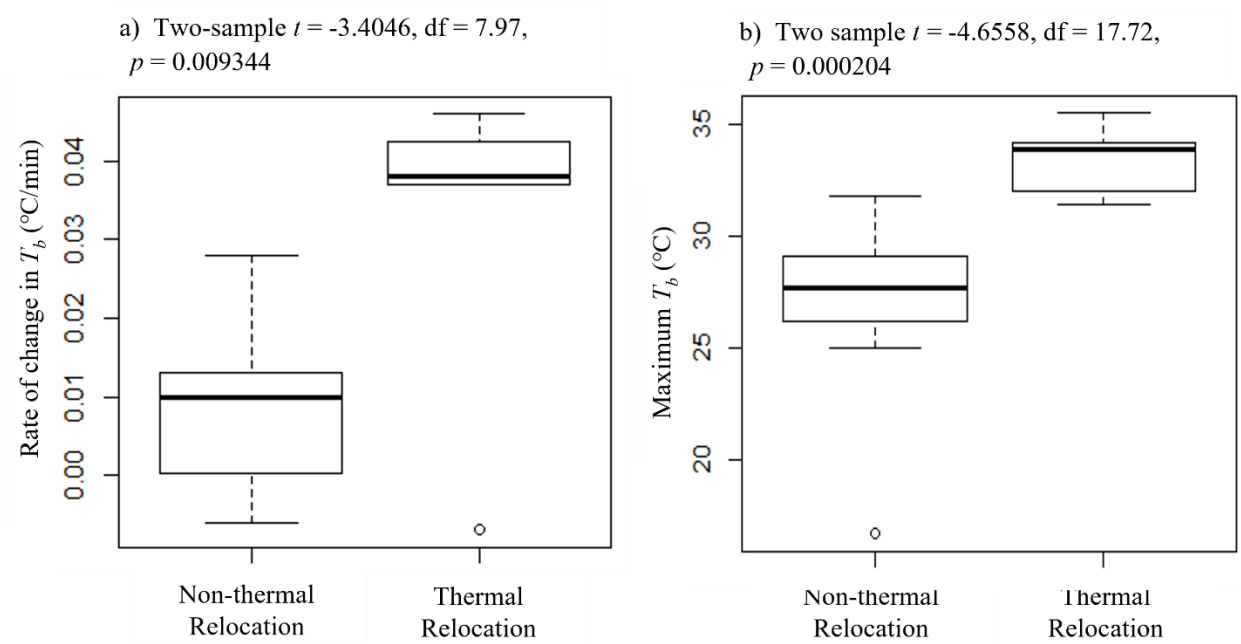 a) Two-sample t = -3.4046, df = 7.97,
p = 0.009344
Rate of change in T_b (°C/min)
0.04
0.03
0.02
0.01
0.00
Non-thermal
Relocation
Thermal
Relocation
b) Two sample t = -4.6558, df = 17.72,
p = 0.000204
Maximum T_b (°C)
35
30
25
20
Non-thermal
Relocation
Thermal
Relocation